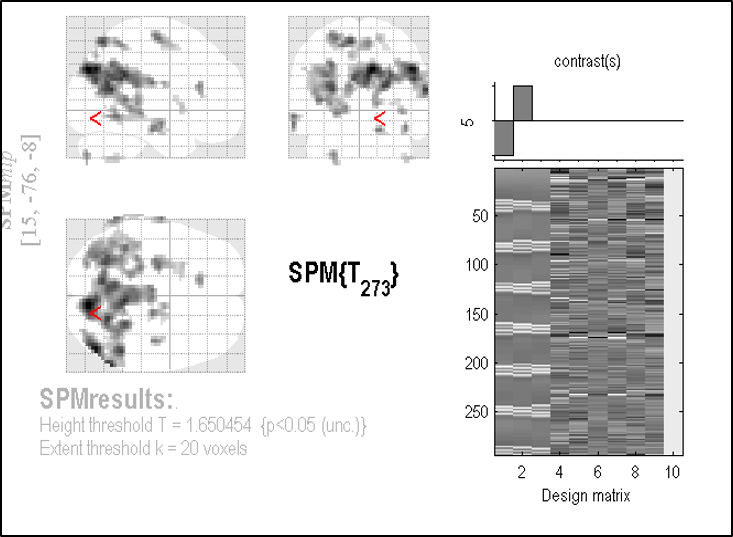 SPMmip
[15, -76, -8]
<
<
<
SPM{T273}
SPMresults:
Height threshold T = 1.650454 {p<0.05 (unc.)}
Extent threshold k = 20 voxels
contrast(s)
5
50
100
150
200
250
2 4 6 8 10
Design matrix